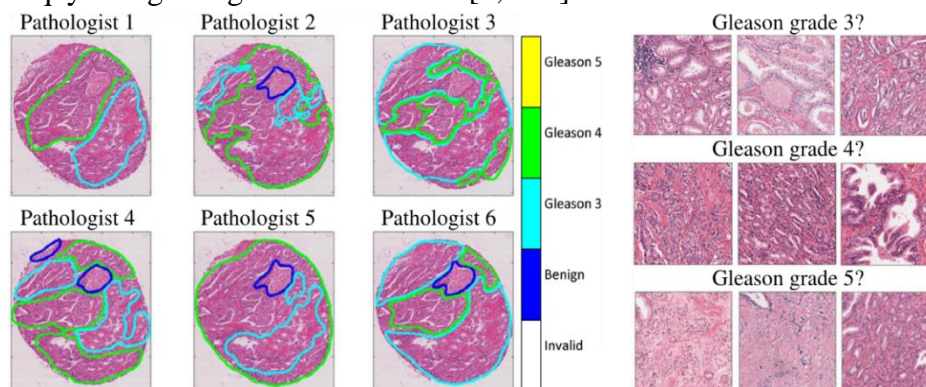 Pathologist 1 Pathologist 2 Pathologist 3
Gleason 5
Gleason 4
Gleason 3
Benign
Invalid
Pathologist 4 Pathologist 5 Pathologist 6
Gleason grade 3?
Gleason grade 4?
Gleason grade 5?